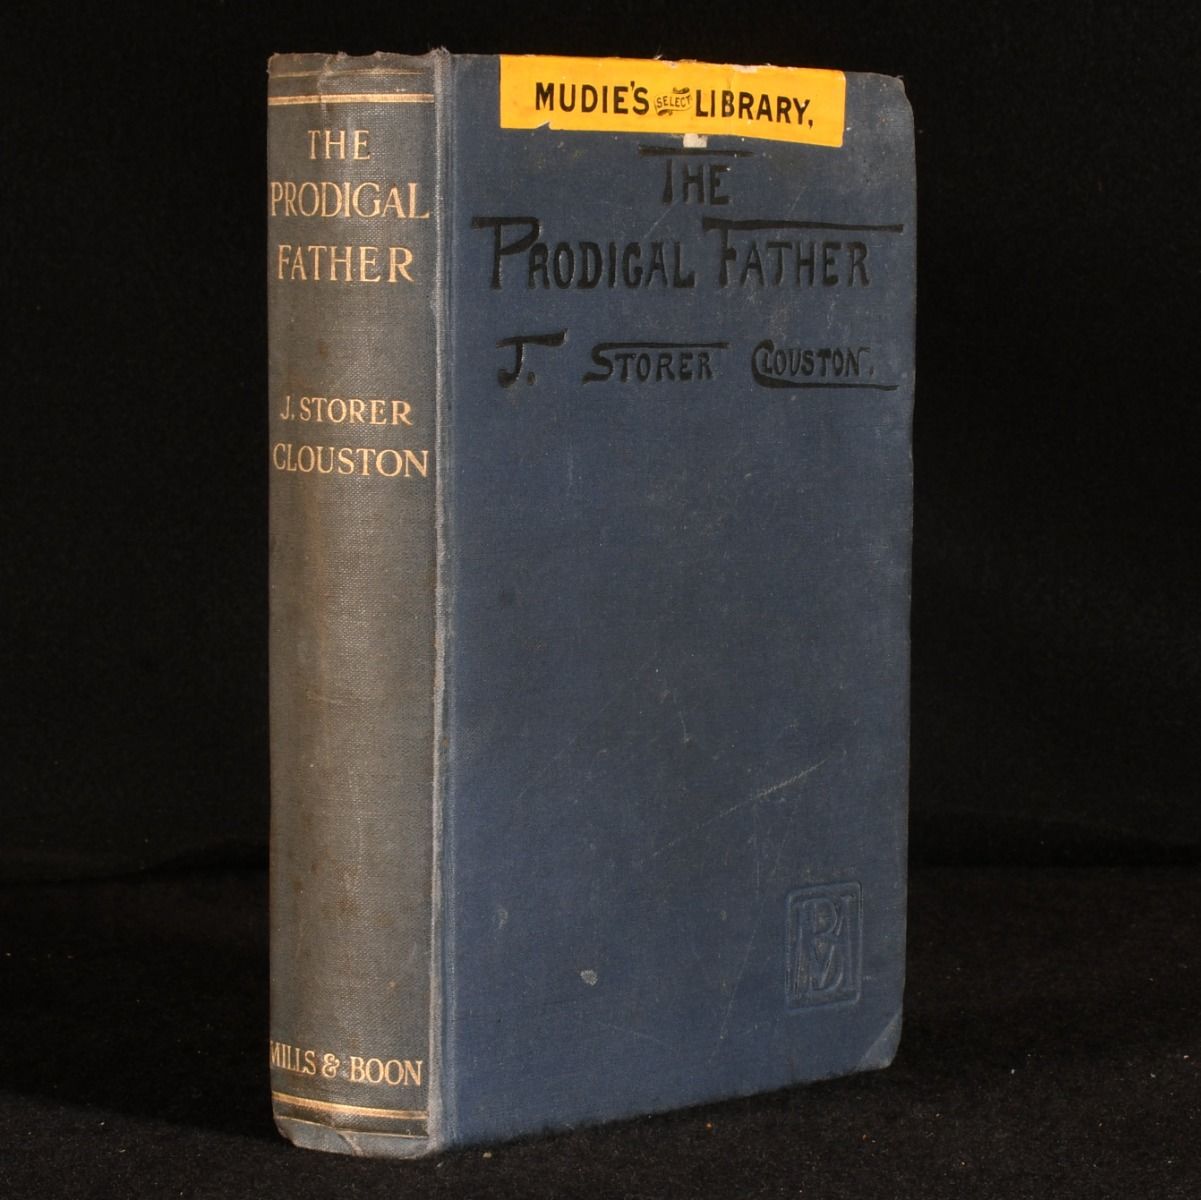 THE
PRODIGAL
FATHER
J. STORER
CLOUSTON
MILLS & BOON
MUDIE'S SELECT LIBRARY,
THE
PRODIGAL FATHER
J. STORER CLOUSTON.